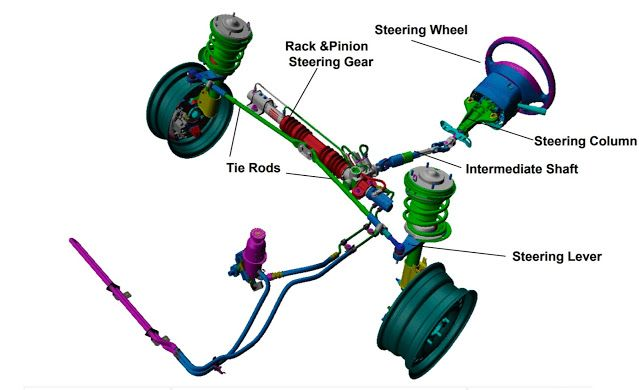 Steering Wheel
Rack &Pinion
Steering Gear
Steering Column
Tie Rods
Intermediate Shaft
Steering Lever